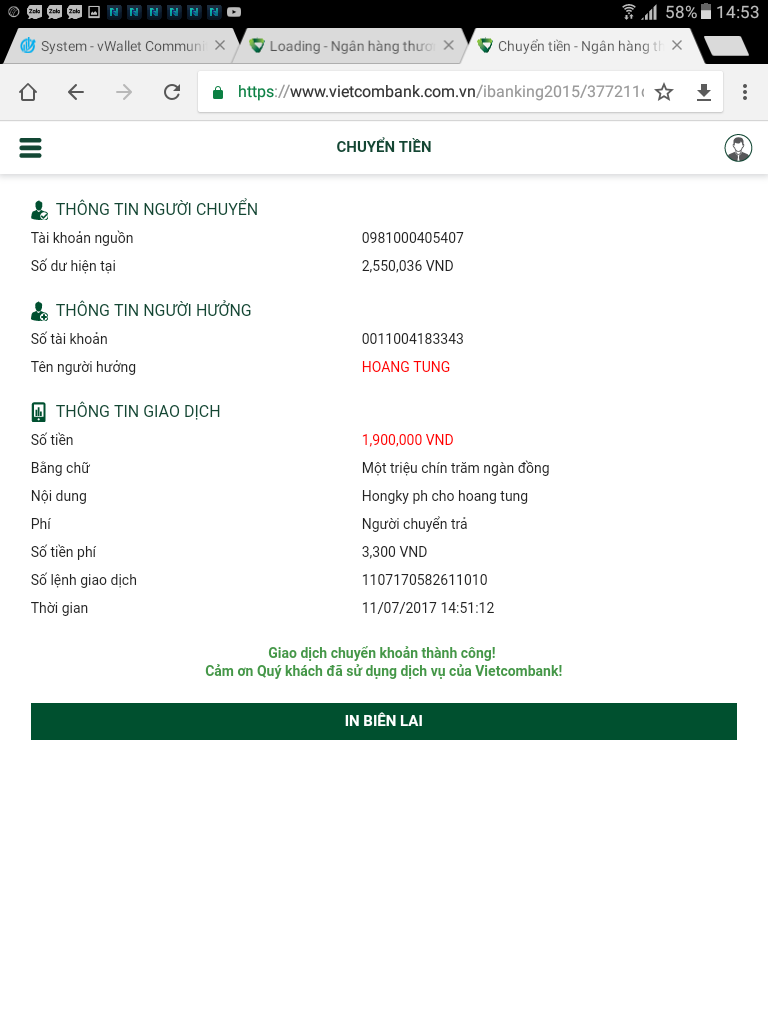 58% 14:53
System - vWallet Communi
Loading - Ngân hàng thươn
Chuyển tiền - Ngân hàng th
https://www.vietcombank.com.vn/ibanking2015/377211
CHUYỂN TIỀN
THÔNG TIN NGƯỜI CHUYỂN
Tài khoản nguồn 0981000405407
Số dư hiện tại 2,550,036 VND
THÔNG TIN NGƯỜI HƯỞNG
Số tài khoản 0011004183343
Tên người hưởng HOANG TUNG
THÔNG TIN GIAO DỊCH
Số tiền 1,900,000 VND
Bằng chữ Một triệu chín trăm ngàn đồng
Nội dung Hongky ph cho hoang tung
Phí Người chuyển trả
Số tiền phí 3,300 VND
Số lệnh giao dịch 1107170582611010
Thời gian 11/07/2017 14:51:12
Giao dịch chuyển khoản thành công!
Cảm ơn Quý khách đã sử dụng dịch vụ của Vietcombank!
IN BIÊN LAI